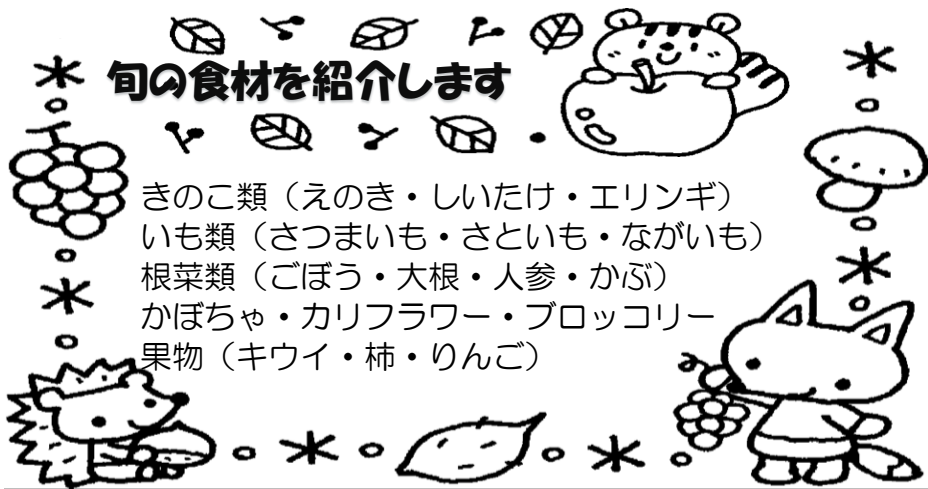 旬の食材を紹介します
きのこ類（えのき・しいたけ・エリンギ）
いも類（さつまいも・さといも・ながいも）
根菜類（ごぼう・大根・人参・かぶ）
かぼちゃ・カリフラワー・ブロッコリー
果物（キウイ・柿・りんご）